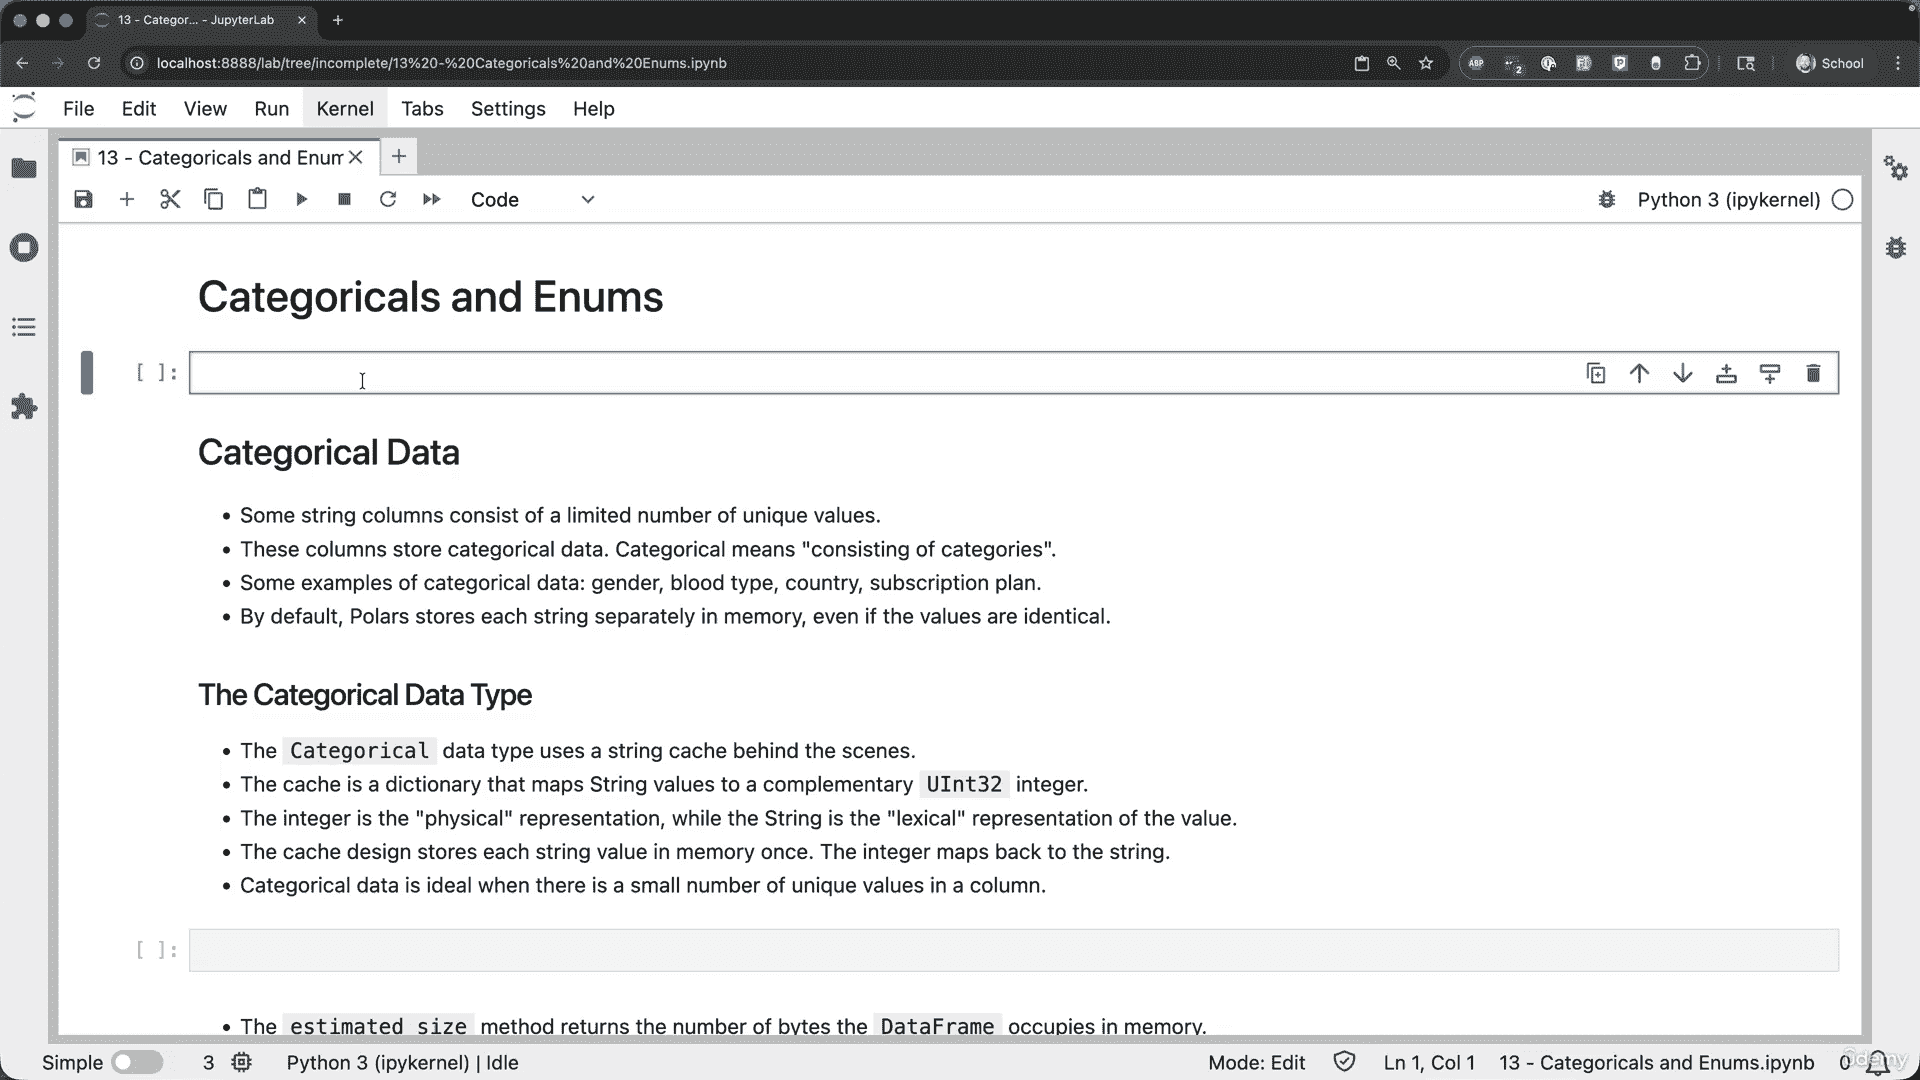 13 - Categor... - JupyterLab
localhost:8888/lab/tree/incomplete/13%20-%20Categoricals%20and%20Enums.ipynb
ABP
2
School
File Edit View Run Kernel Tabs Settings Help
13 - Categoricals and Enum
Code
Python 3 (ipykernel)
Categoricals and Enums
[ ]:
Categorical Data
• Some string columns consist of a limited number of unique values.
• These columns store categorical data. Categorical means "consisting of categories".
• Some examples of categorical data: gender, blood type, country, subscription plan.
• By default, Polars stores each string separately in memory, even if the values are identical.
The Categorical Data Type
• The Categorical data type uses a string cache behind the scenes.
• The cache is a dictionary that maps String values to a complementary UInt32 integer.
• The integer is the "physical" representation, while the String is the "lexical" representation of the value.
• The cache design stores each string value in memory once. The integer maps back to the string.
• Categorical data is ideal when there is a small number of unique values in a column.
[ ]:
• The estimated_size method returns the number of bytes the DataFrame occupies in memory.
Simple 3 Python 3 (ipykernel) | Idle Mode: Edit Ln 1, Col 1 13 - Categoricals and Enums.ipynb 0
udemy